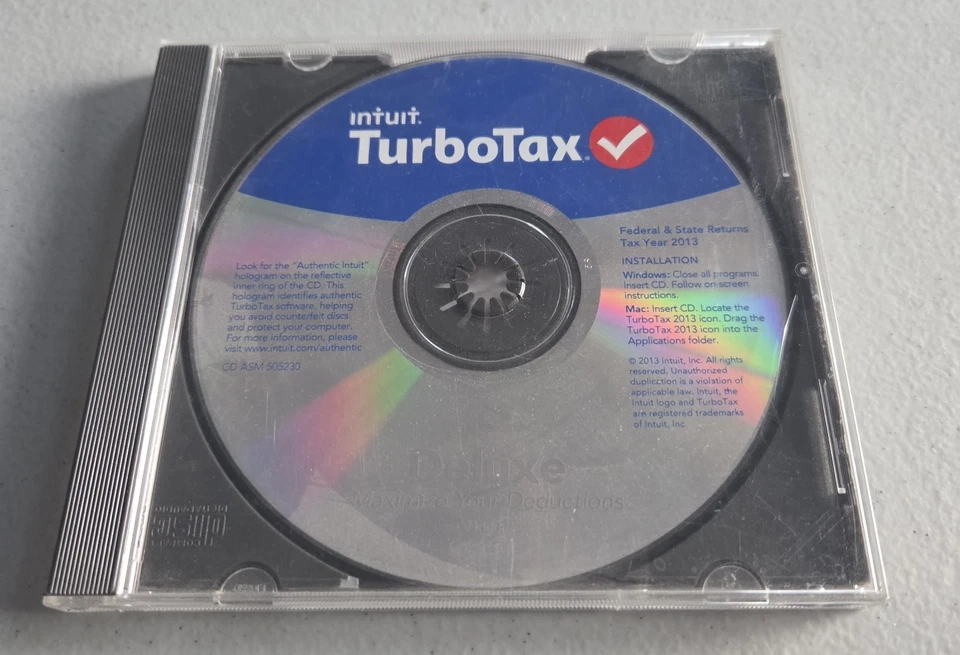 intuit.
TurboTax
Look for the "Authentic Intuit"
hologram on the reflective
inner ring of the CD. This
hologram identifies authentic
TurboTax software, helping
you avoid counterfeit discs
and protect your computer.
For more information, please
visit www.intuit.com/authentic
CD ASM 505230
Federal & State Returns
Tax Year 2013
INSTALLATION
Windows: Close all programs.
Insert CD. Follow on-screen
instructions.
Mac: Insert CD. Locate the
TurboTax 2013 icon. Drag the
TurboTax 2013 icon into the
Applications folder.
© 2013 Intuit, Inc. All rights
reserved. Unauthorized
duplication is a violation of
applicable law. Intuit, the
Intuit logo and TurboTax
are registered trademarks
of Intuit, Inc.
Deluxe
Maximize Your Deductions